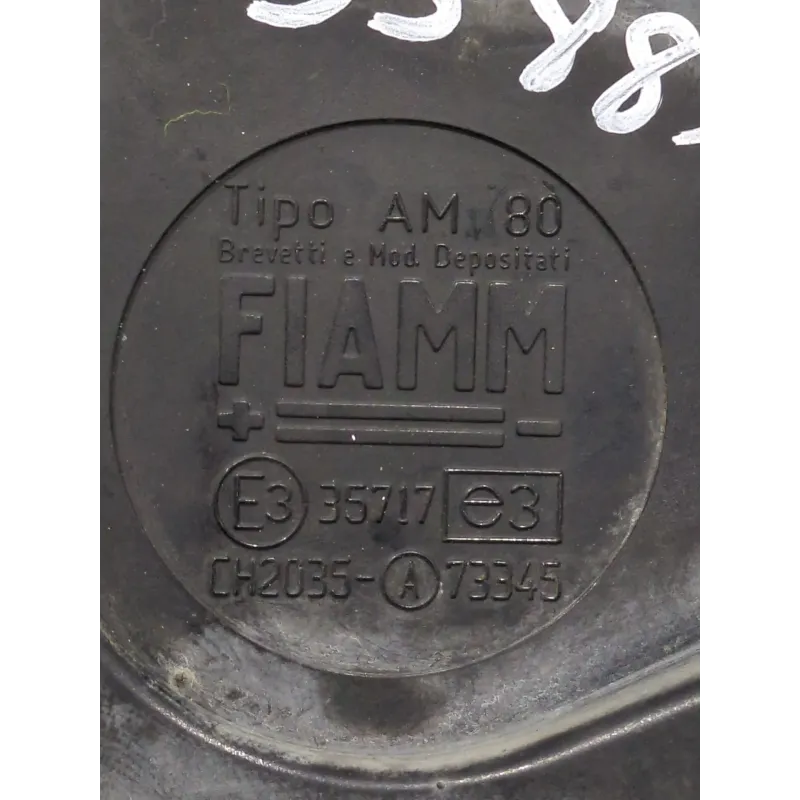 Tipo AM 80
Brevetti e Mod. Depositati
FIAMM
+ -
E3 35717 e3
CH2035-A 73345